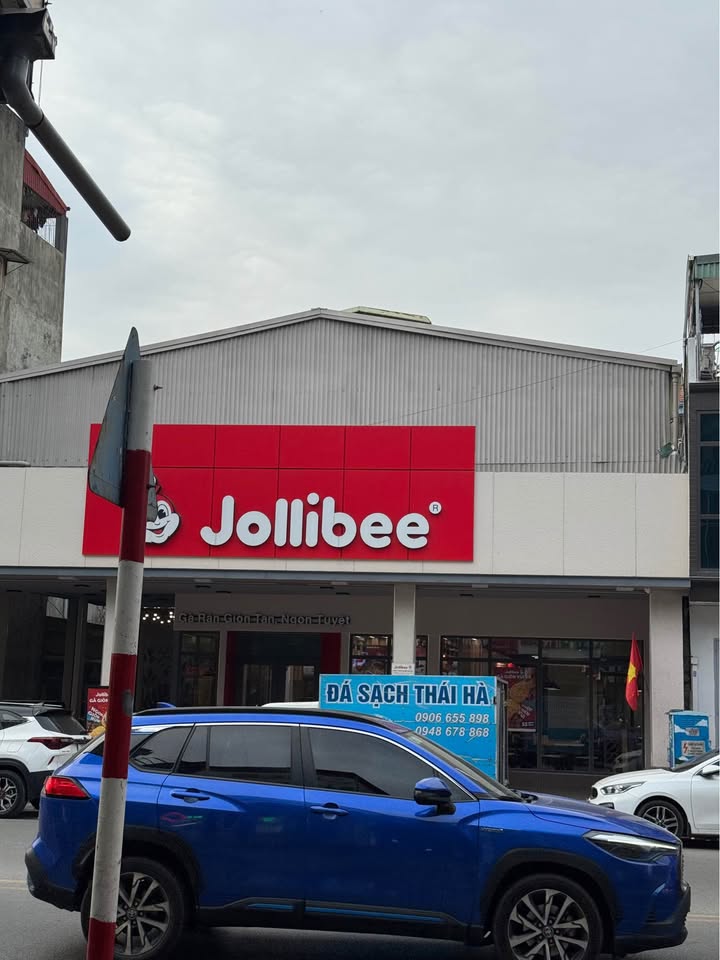 Jollibee®
Gà Rán Giòn Tan, Ngon Tuyệt
ĐÁ SẠCH THÁI HÀ
0906 655 898
0948 678 868